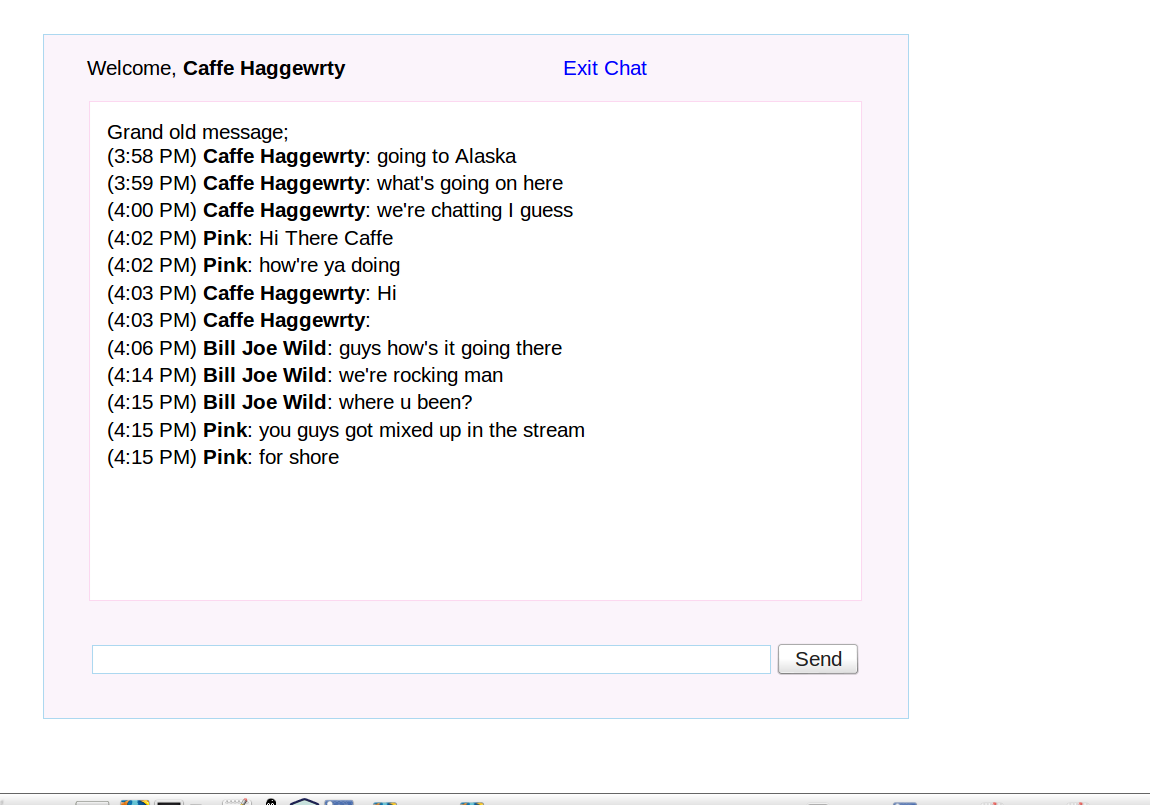 Welcome, Caffe Haggewrty
Exit Chat
Grand old message;
(3:58 PM) Caffe Haggewrty: going to Alaska
(3:59 PM) Caffe Haggewrty: what's going on here
(4:00 PM) Caffe Haggewrty: we're chatting I guess
(4:02 PM) Pink: Hi There Caffe
(4:02 PM) Pink: how're ya doing
(4:03 PM) Caffe Haggewrty: Hi
(4:03 PM) Caffe Haggewrty:
(4:06 PM) Bill Joe Wild: guys how's it going there
(4:14 PM) Bill Joe Wild: we're rocking man
(4:15 PM) Bill Joe Wild: where u been?
(4:15 PM) Pink: you guys got mixed up in the stream
(4:15 PM) Pink: for shore
Send